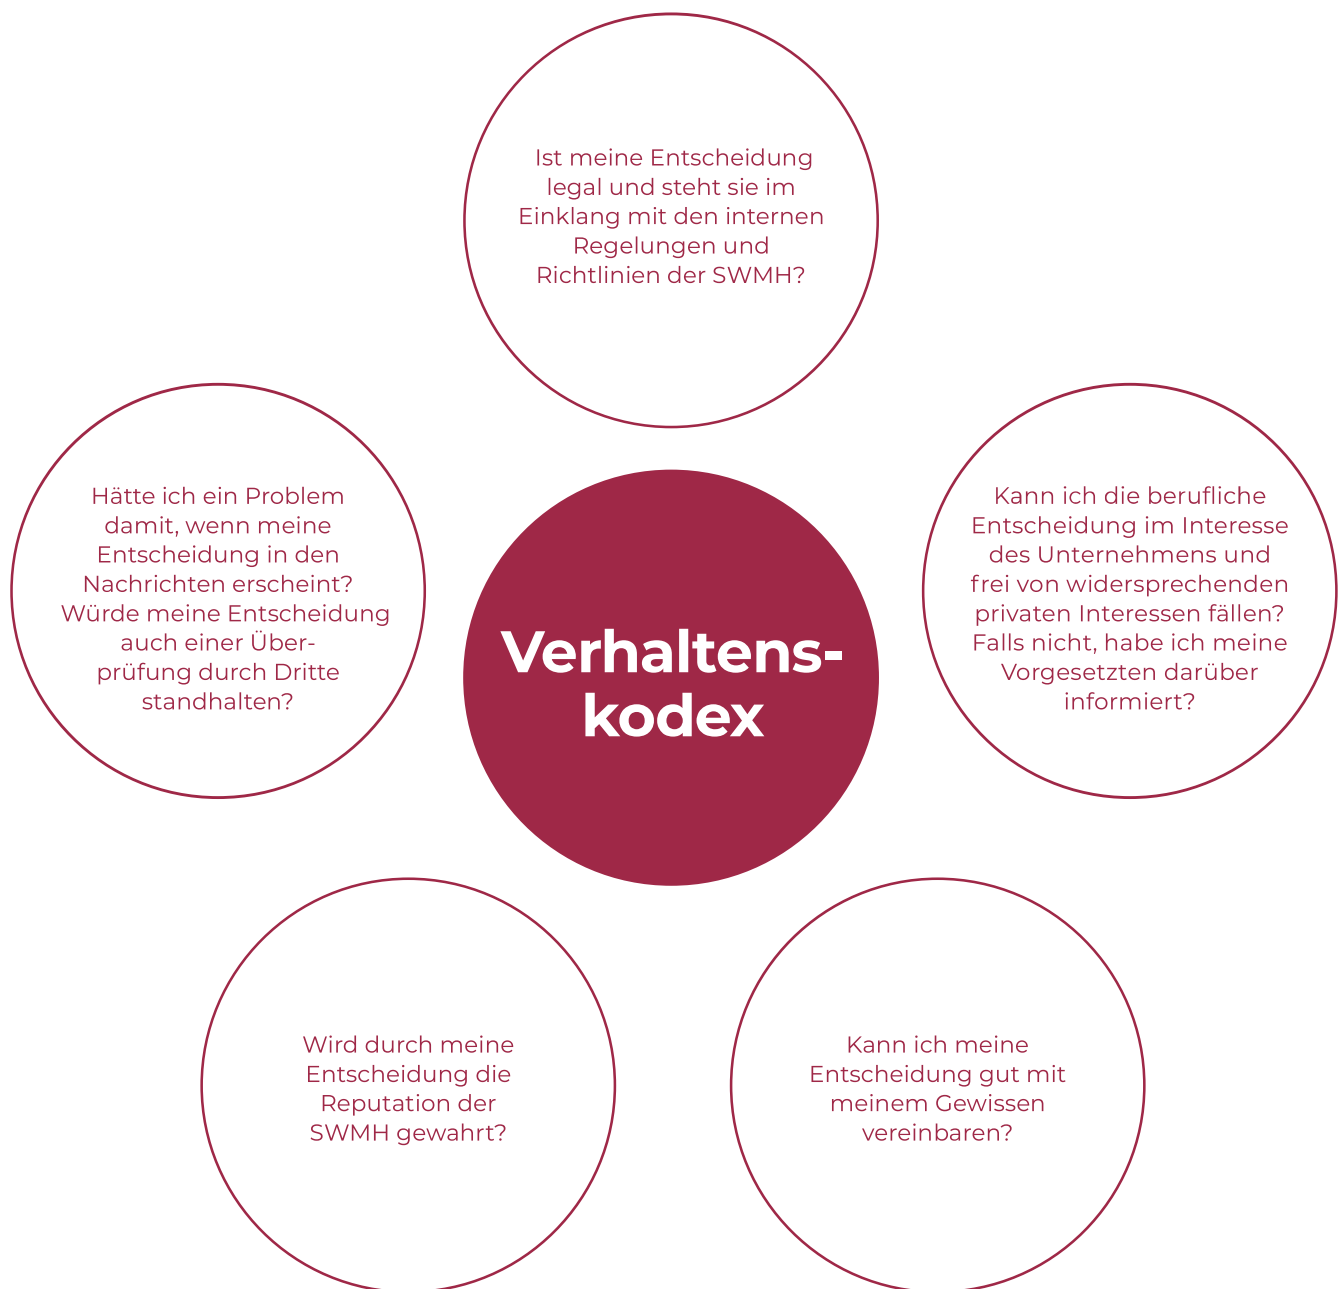 Ist meine Entscheidung
legal und steht sie im
Einklang mit den internen
Regelungen und
Richtlinien der SWMH?
Hätte ich ein Problem
damit, wenn meine
Entscheidung in den
Nachrichten erscheint?
Würde meine Entscheidung
auch einer Über-
prüfung durch Dritte
standhalten?
Verhaltens-
kodex
Kann ich die berufliche
Entscheidung im Interesse
des Unternehmens und
frei von widersprechenden
privaten Interessen fällen?
Falls nicht, habe ich meine
Vorgesetzten darüber
informiert?
Wird durch meine
Entscheidung die
Reputation der
SWMH gewahrt?
Kann ich meine
Entscheidung gut mit
meinem Gewissen
vereinbaren?